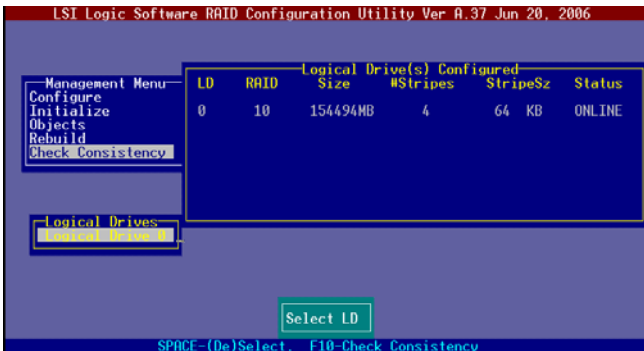 LSI Logic Software RAID Configuration Utility Ver A.37 Jun 20, 2006
Management Menu
Configure
Initialize
Objects
Rebuild
Check Consistency
Logical Drive(s) Configured
LD RAID Size #Stripes StripeSz Status
0 10 154494MB 4 64 KB ONLINE
Logical Drives
Logical Drive 0
Select LD
SPACE-(De)Select, F10-Check Consistency